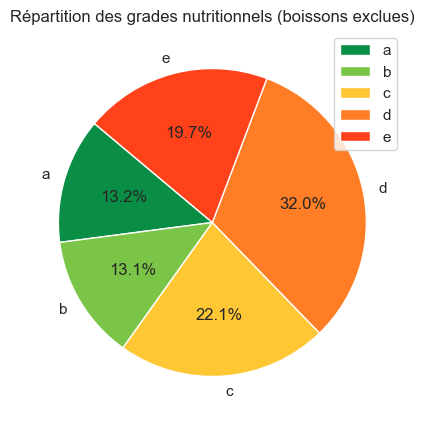 Répartition des grades nutritionnels (boissons exclues)
a
b
c
d
e
e
19.7%
a
13.2%
d
32.0%
13.1%
b
22.1%
c